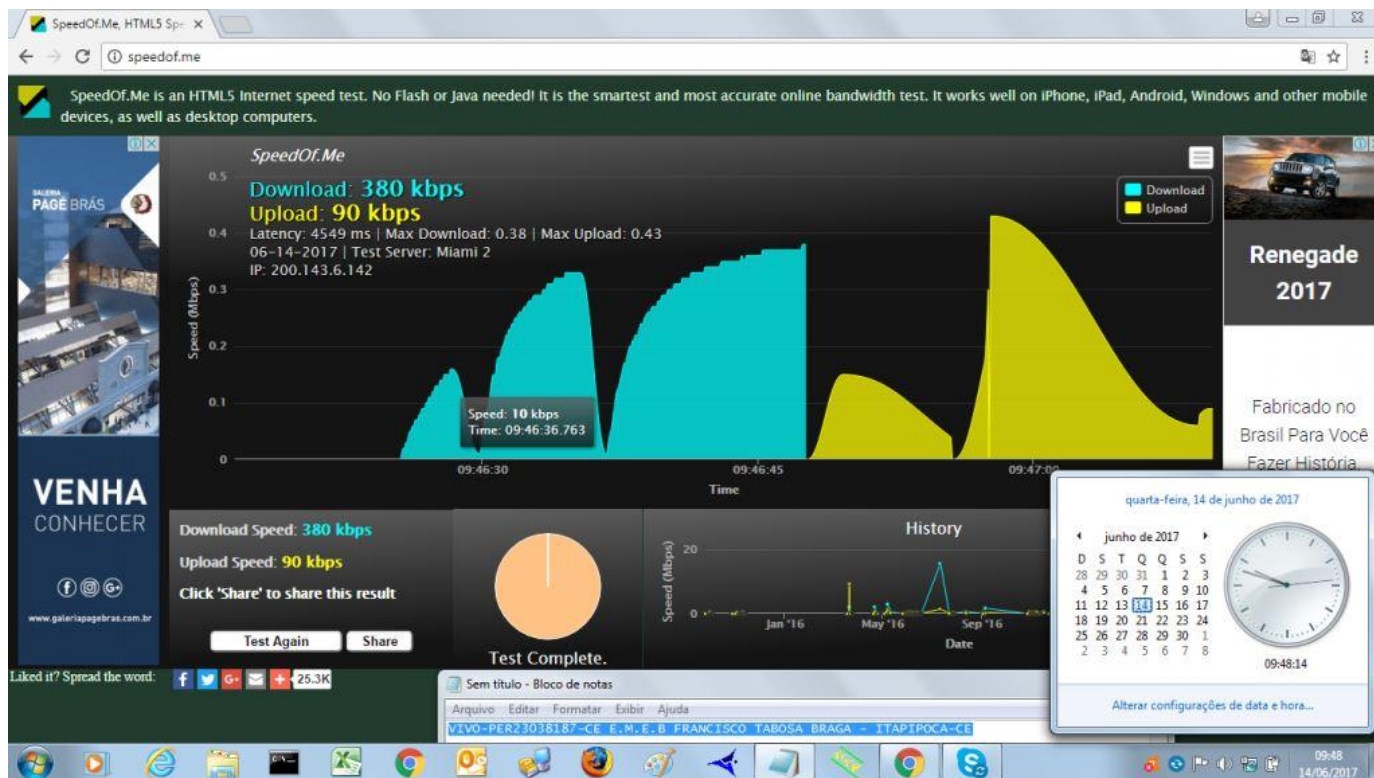 SpeedOf.Me, HTML5 Spe
speedof.me
SpeedOf.Me is an HTML5 Internet speed test. No Flash or Java needed! It is the smartest and most accurate online bandwidth test. It works well on iPhone, iPad, Android, Windows and other mobile
devices, as well as desktop computers.
GALERIA
PAGÉ BRÁS
VENHA
CONHECER
www.galeriapagebras.com.br
SpeedOf.Me
Download: 380 kbps
Upload: 90 kbps
Latency: 4549 ms | Max Download: 0.38 | Max Upload: 0.43
06-14-2017 | Test Server: Miami 2
IP: 200.143.6.142
Download
Upload
Speed (Mbps)
0.5
0.4
0.3
0.2
0.1
0
Speed: 10 kbps
Time: 09:46:36.763
09:46:30
09:46:45
09:47:00
Time
Renegade
2017
Fabricado no
Brasil Para Você
Fazer História.
Download Speed: 380 kbps
Upload Speed: 90 kbps
Click 'Share' to share this result
Test Again
Share
Test Complete.
History
Speed (Mbps)
20
0
Jan '16
May '16
Sep '16
Date
quarta-feira, 14 de junho de 2017
junho de 2017
D S T Q Q S S
28 29 30 31 1 2 3
4 5 6 7 8 9 10
11 12 13 14 15 16 17
18 19 20 21 22 23 24
25 26 27 28 29 30 1
2 3 4 5 6 7 8
09:48:14
Alterar configurações de data e hora...
Liked it? Spread the word:
25.3K
Sem título - Bloco de notas
Arquivo Editar Formatar Exibir Ajuda
VIVO-PER23038187-CE E.M.E.B FRANCISCO TABOSA BRAGA - ITAPIPOCA-CE
09:48
14/06/2017